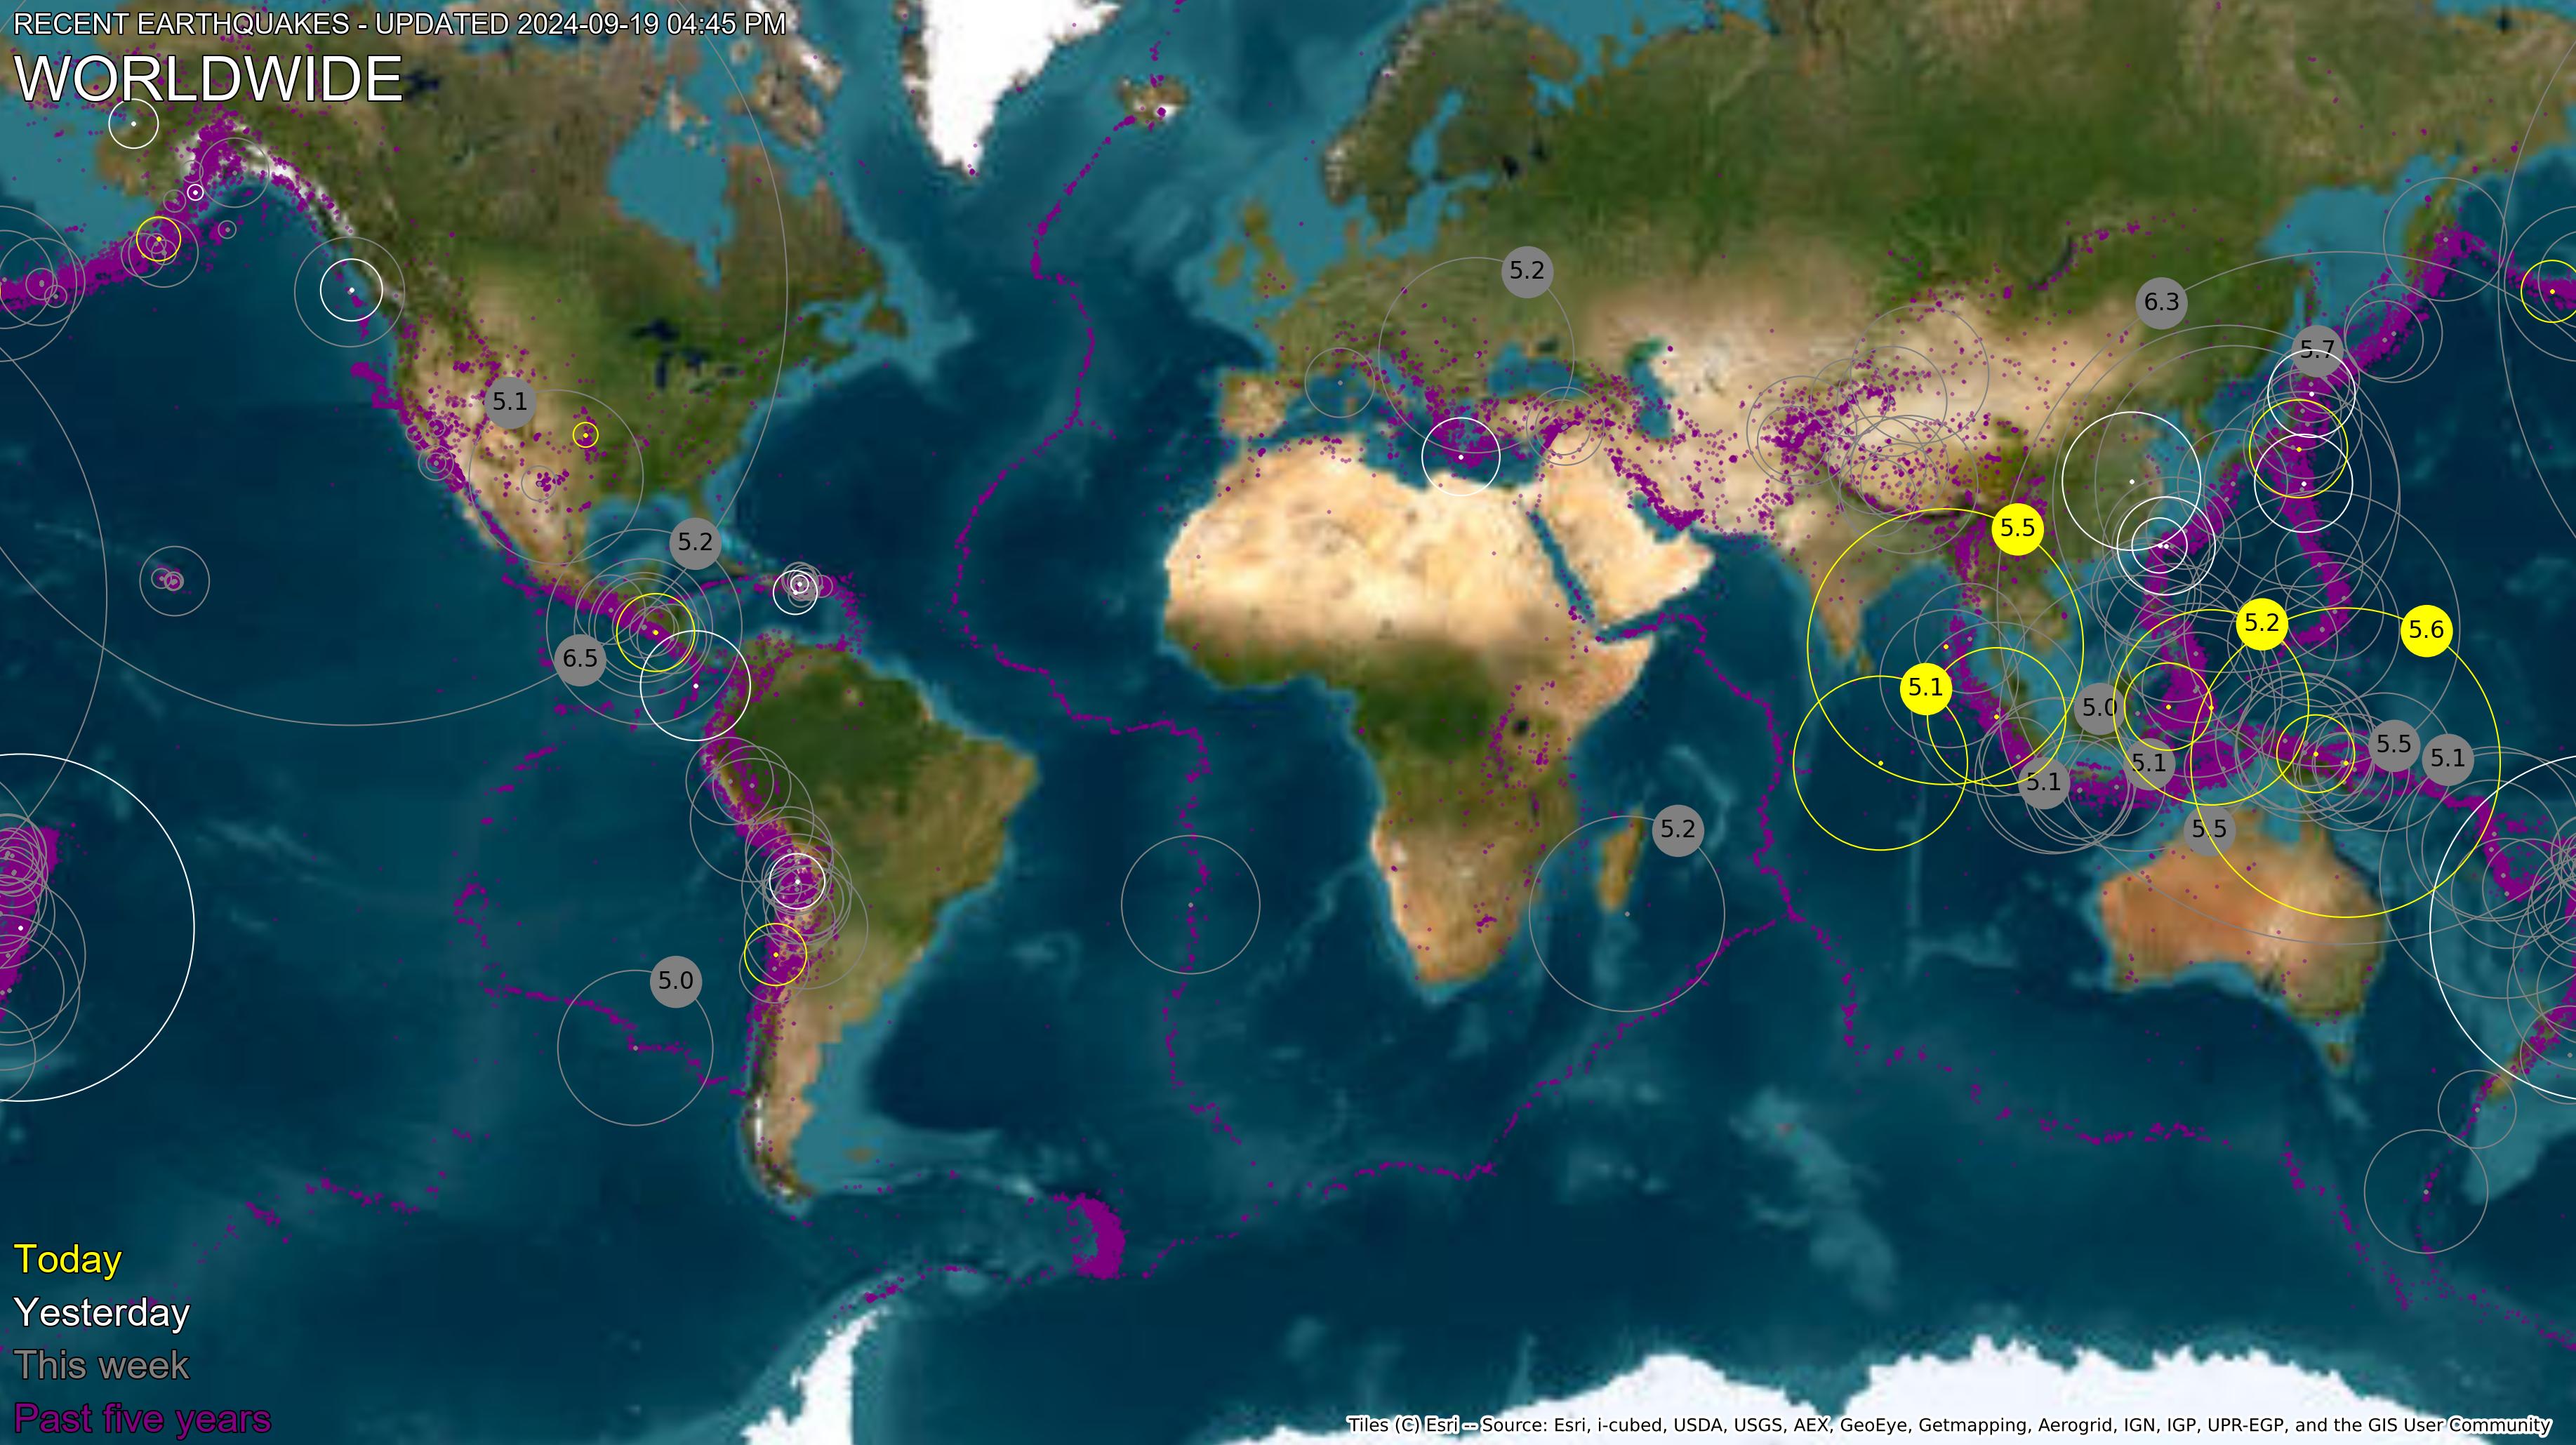 RECENT EARTHQUAKES - UPDATED 2024-09-19 04:45 PM
WORLDWIDE
5.2
6.3
5.7
5.1
5.5
5.2
5.2
5.6
6.5
5.1
5.0
5.5
5.1
5.1
5.1
5.2
5.5
5.0
Today
Yesterday
This week
Past five years
Tiles (C) Esri -- Source: Esri, i-cubed, USDA, USGS, AEX, GeoEye, Getmapping, Aerogrid, IGN, IGP, UPR-EGP, and the GIS User Community